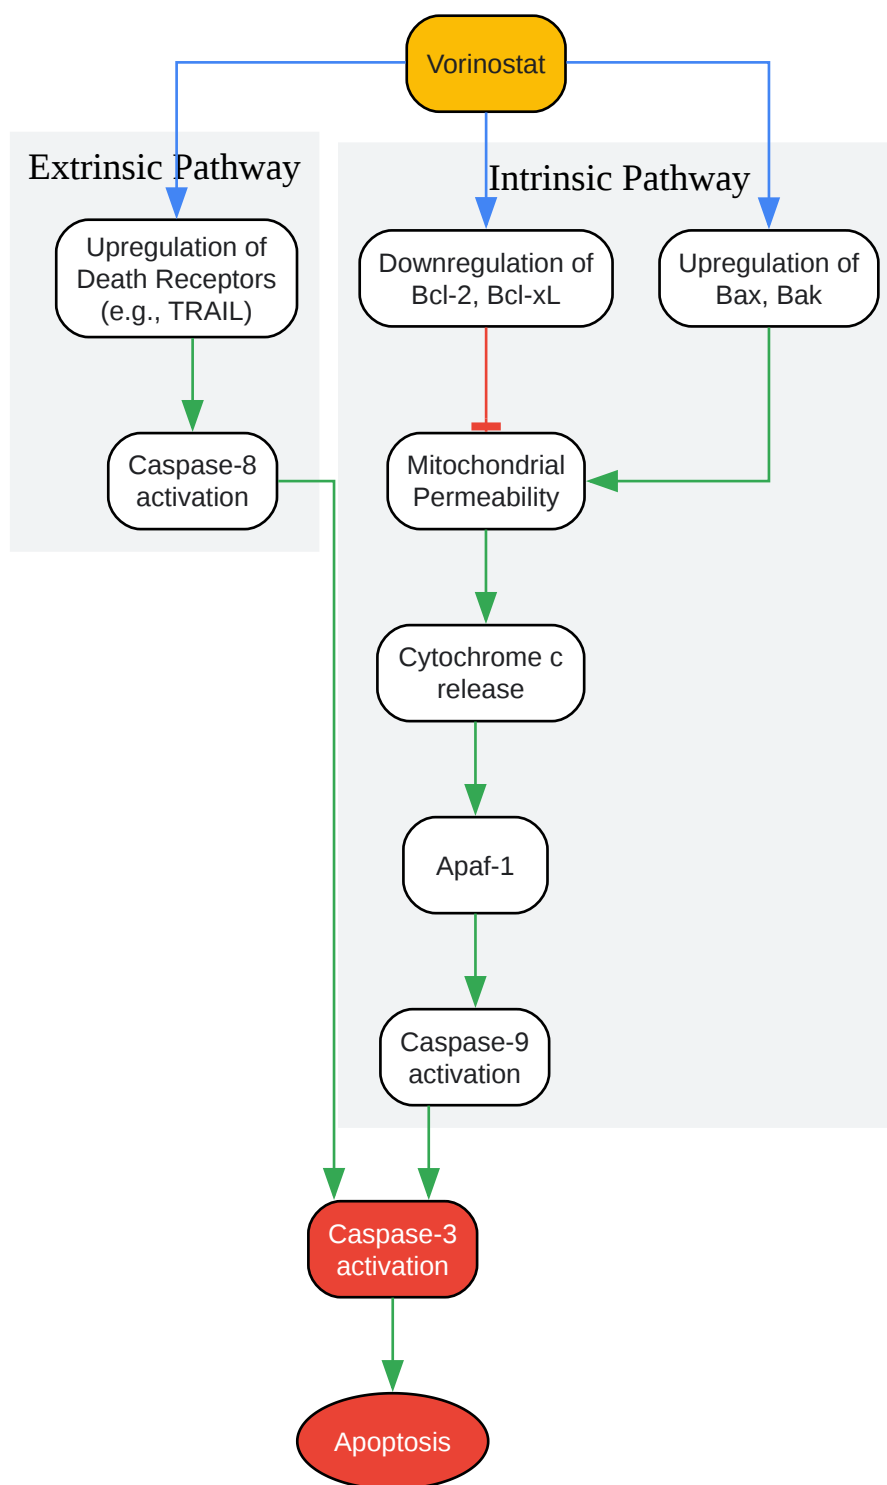 Vorinostat
Extrinsic Pathway
Intrinsic Pathway
Upregulation of
Death Receptors
(e.g., TRAIL)
Downregulation of
Bcl-2, Bcl-xL
Upregulation of
Bax, Bak
Caspase-8
activation
Mitochondrial
Permeability
Cytochrome c
release
Apaf-1
Caspase-9
activation
Caspase-3
activation
Apoptosis